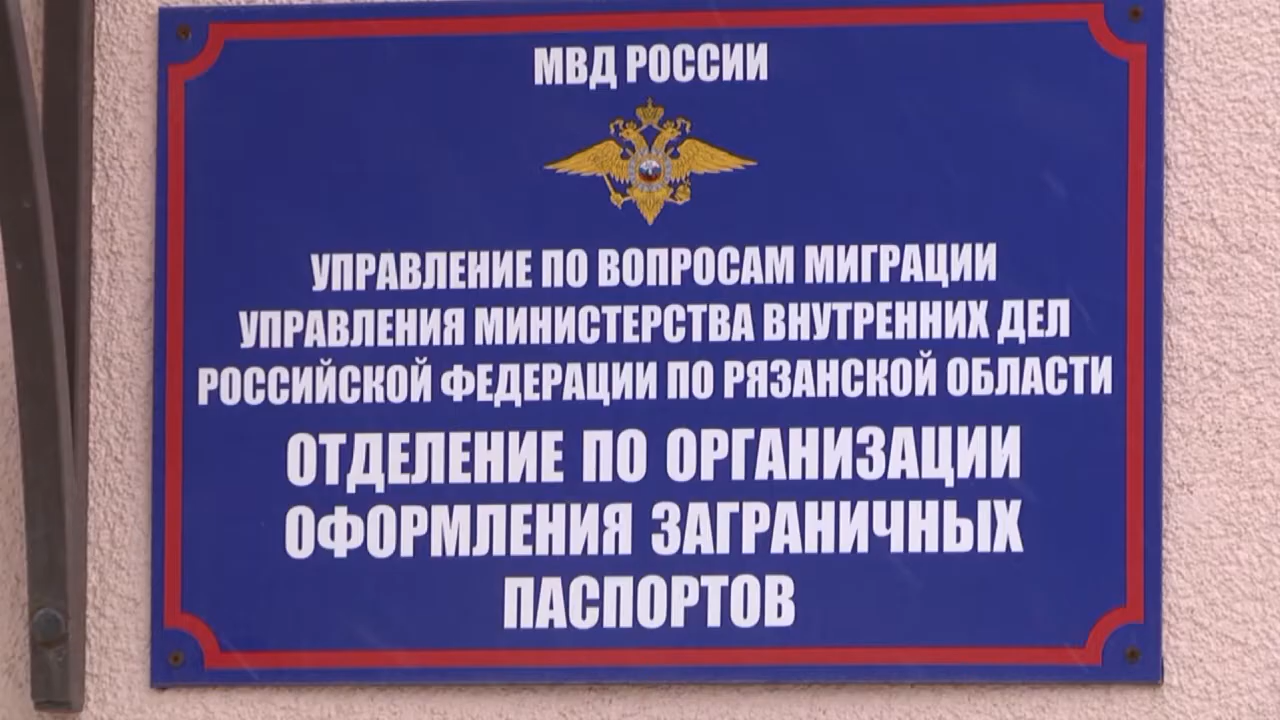 МВД РОССИИ
УПРАВЛЕНИЕ ПО ВОПРОСАМ МИГРАЦИИ
УПРАВЛЕНИЯ МИНИСТЕРСТВА ВНУТРЕННИХ ДЕЛ
РОССИЙСКОЙ ФЕДЕРАЦИИ ПО РЯЗАНСКОЙ ОБЛАСТИ
ОТДЕЛЕНИЕ ПО ОРГАНИЗАЦИИ
ОФОРМЛЕНИЯ ЗАГРАНИЧНЫХ
ПАСПОРТОВ